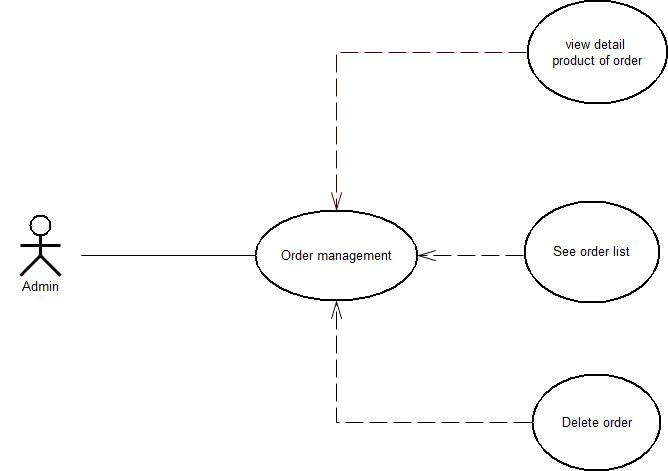 view detail
product of order
Admin
Order management
See order list
Delete order